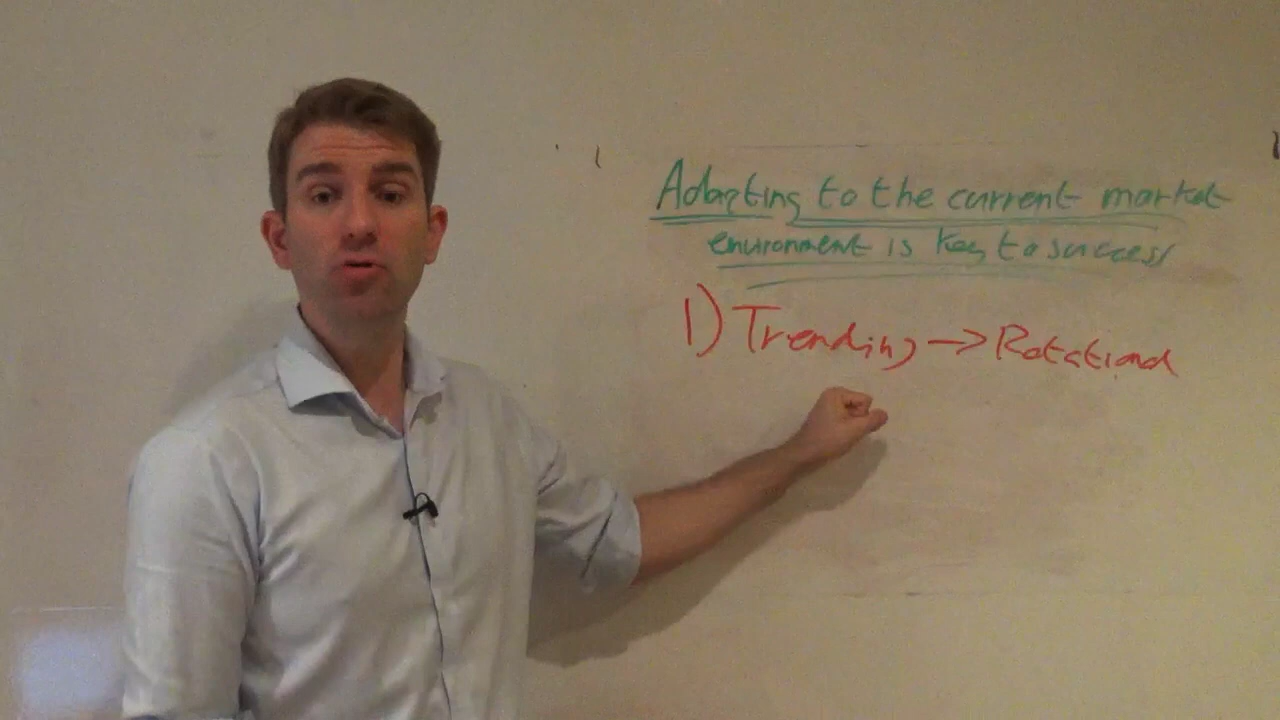 Adapting to the current market
environment is key to success
1) Trending -> Rotational